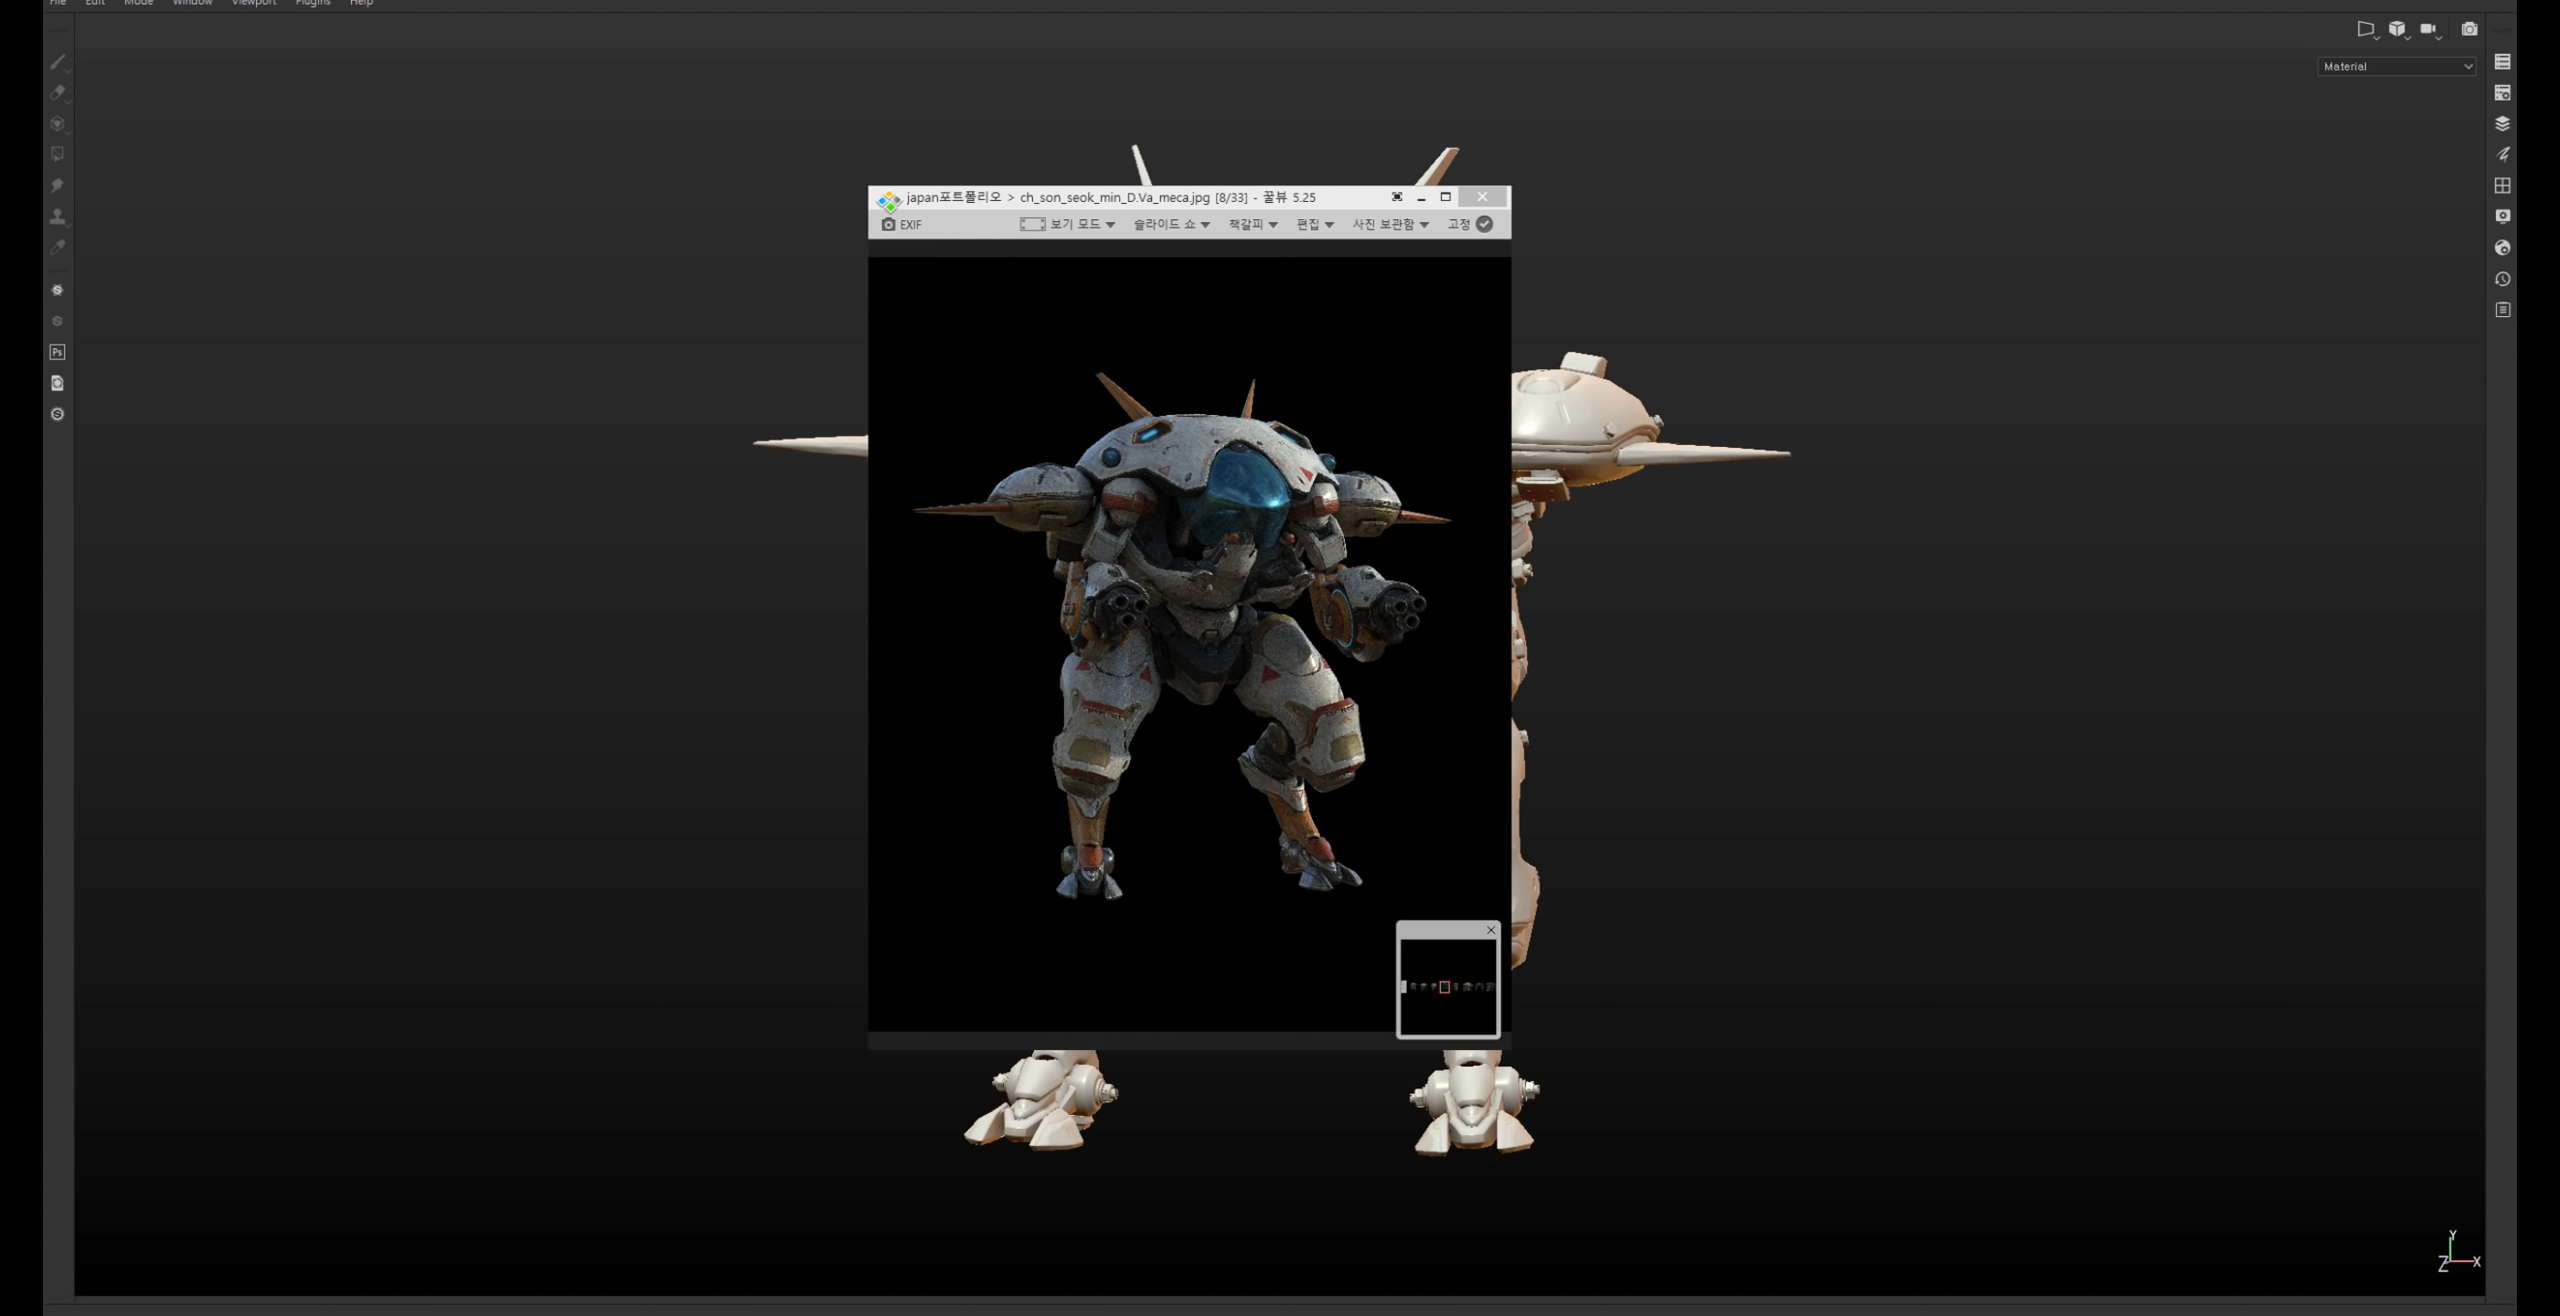 File Edit Mode Window Viewport Plugins Help
Material
japan포트폴리오 > ch_son_seok_min_D.Va_meca.jpg [8/33] - 꿀뷰 5.25
EXIF 보기 모드 슬라이드 쇼 책갈피 편집 사진 보관함 고정
Ps
Y
Z X